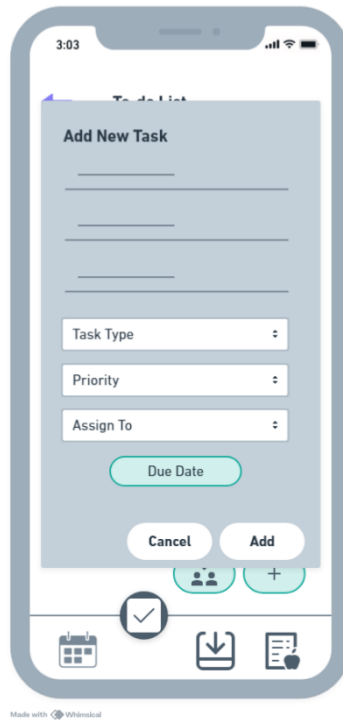 3:03
To-do List
Add New Task
Task Type
Priority
Assign To
Due Date
Cancel Add
Made with Whimsical